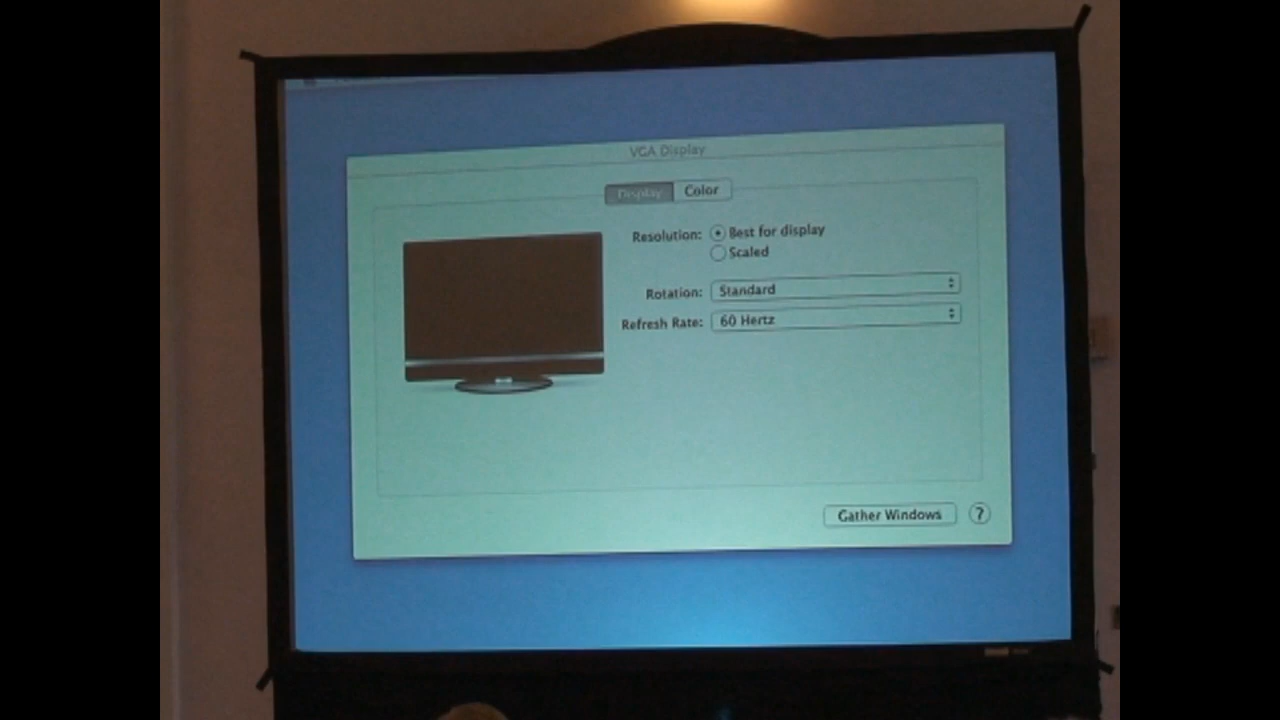 VGA Display
Display Color
Resolution: Best for display
Scaled
Rotation: Standard
Refresh Rate: 60 Hertz
Gather Windows ?